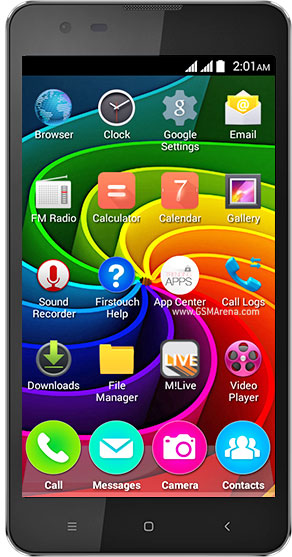 2:01AM
Browser
Clock
Google
Settings
8
Email
@
FM Radio
Calculator
7
Calendar
Gallery
Sound
Recorder
?
Firstouch
Help
APPS
App Center
Call Logs
www.GSMArena.com
Downloads
File
Manager
LIVE
M!Live
Video
Player
Call
Messages
Camera
Contacts